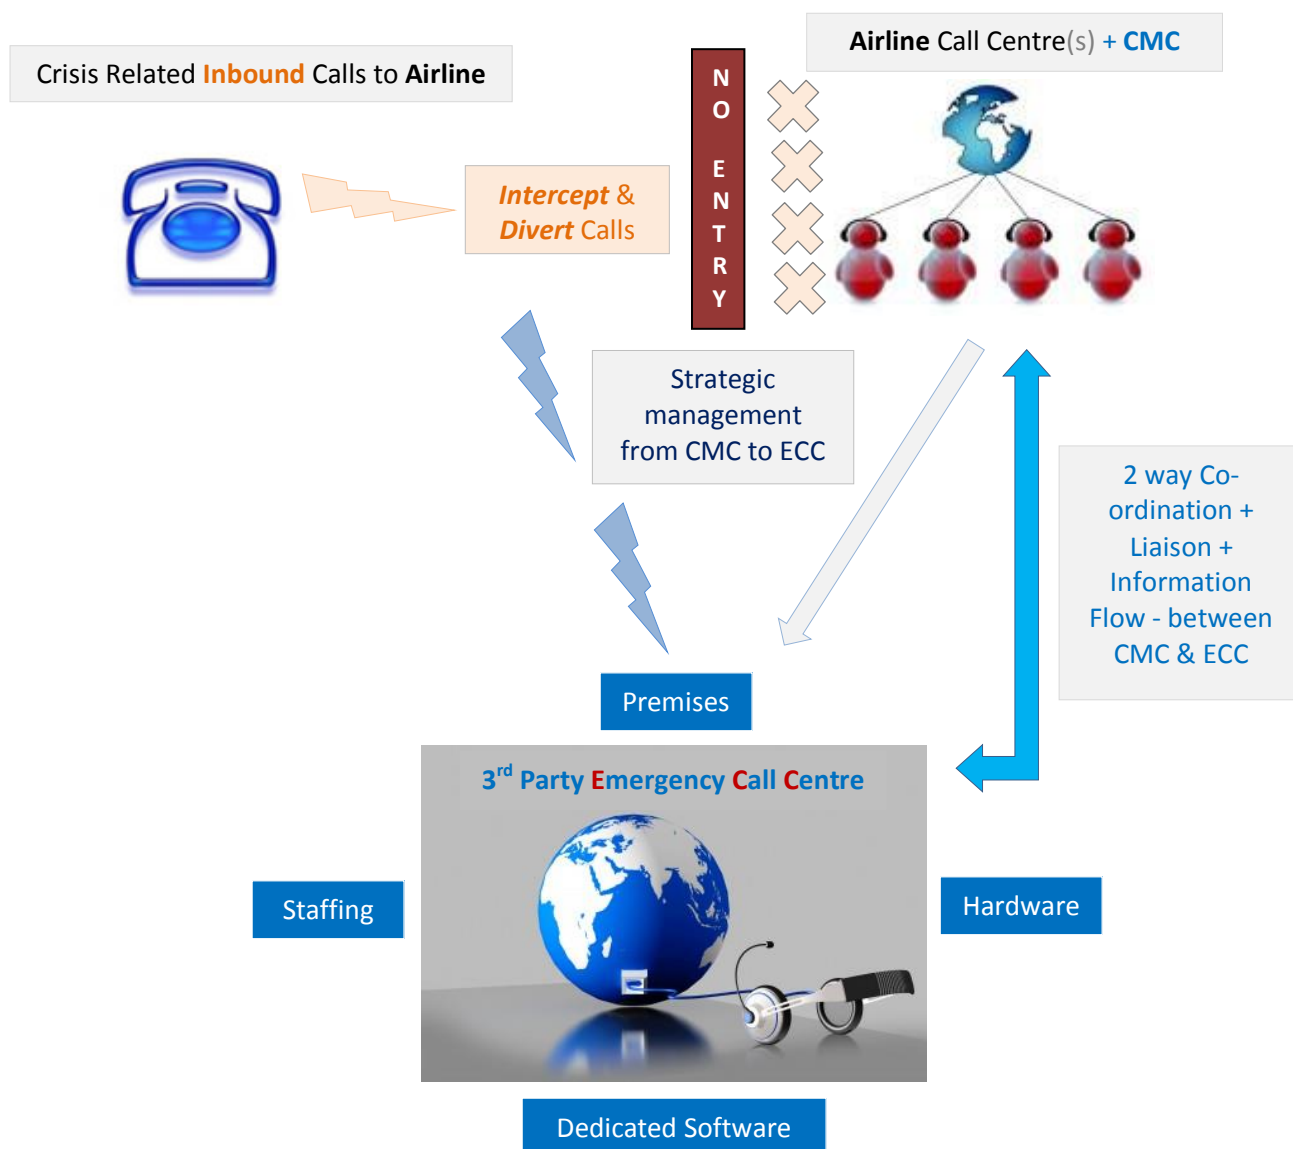 Crisis Related Inbound Calls to Airline
Airline Call Centre(s) + CMC
NO ENTRY
Intercept &
Divert Calls
Strategic
management
from CMC to ECC
2 way Co-
ordination +
Liaison +
Information
Flow - between
CMC & ECC
Premises
3rd Party Emergency Call Centre
Staffing
Hardware
Dedicated Software